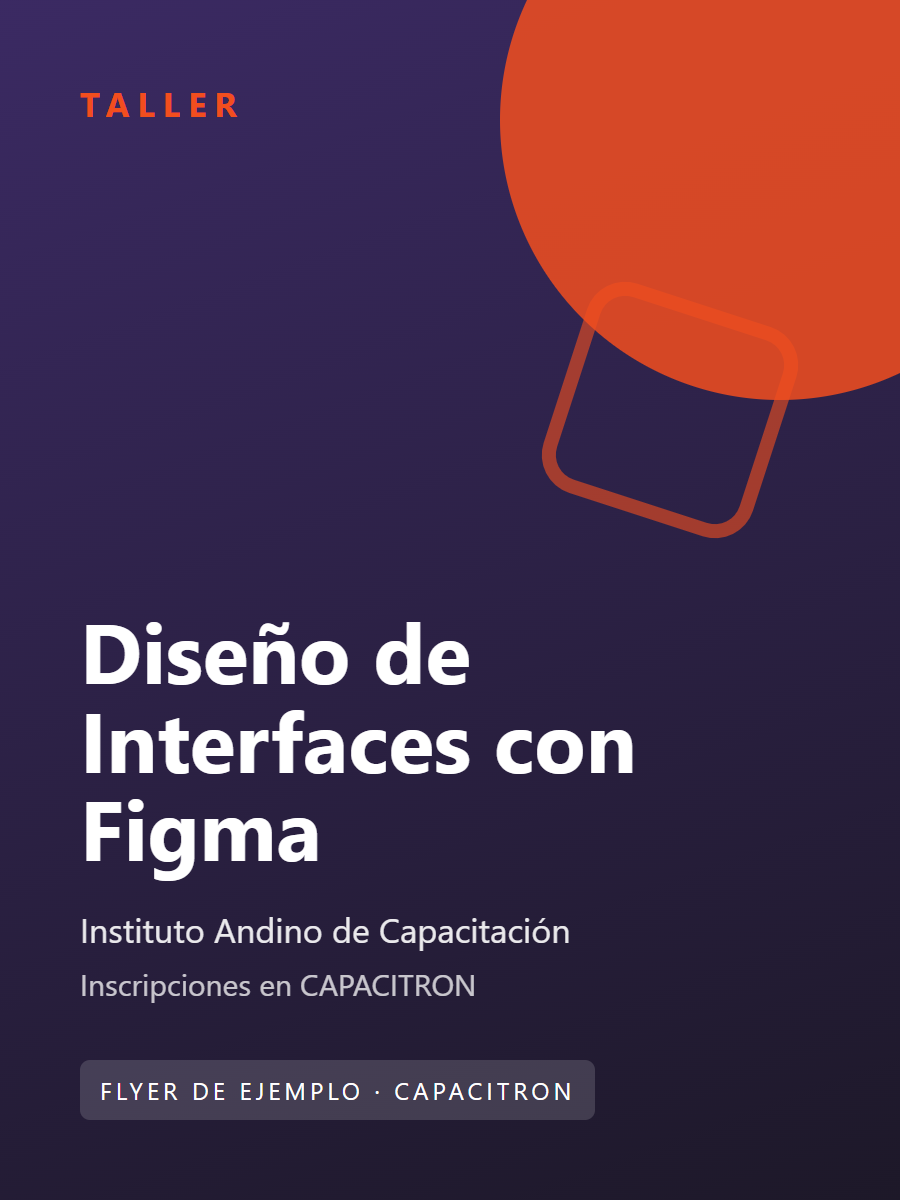 TALLER
Diseño de
Interfaces con
Figma
Instituto Andino de Capacitación
Inscripciones en CAPACITRON
FLYER DE EJEMPLO · CAPACITRON